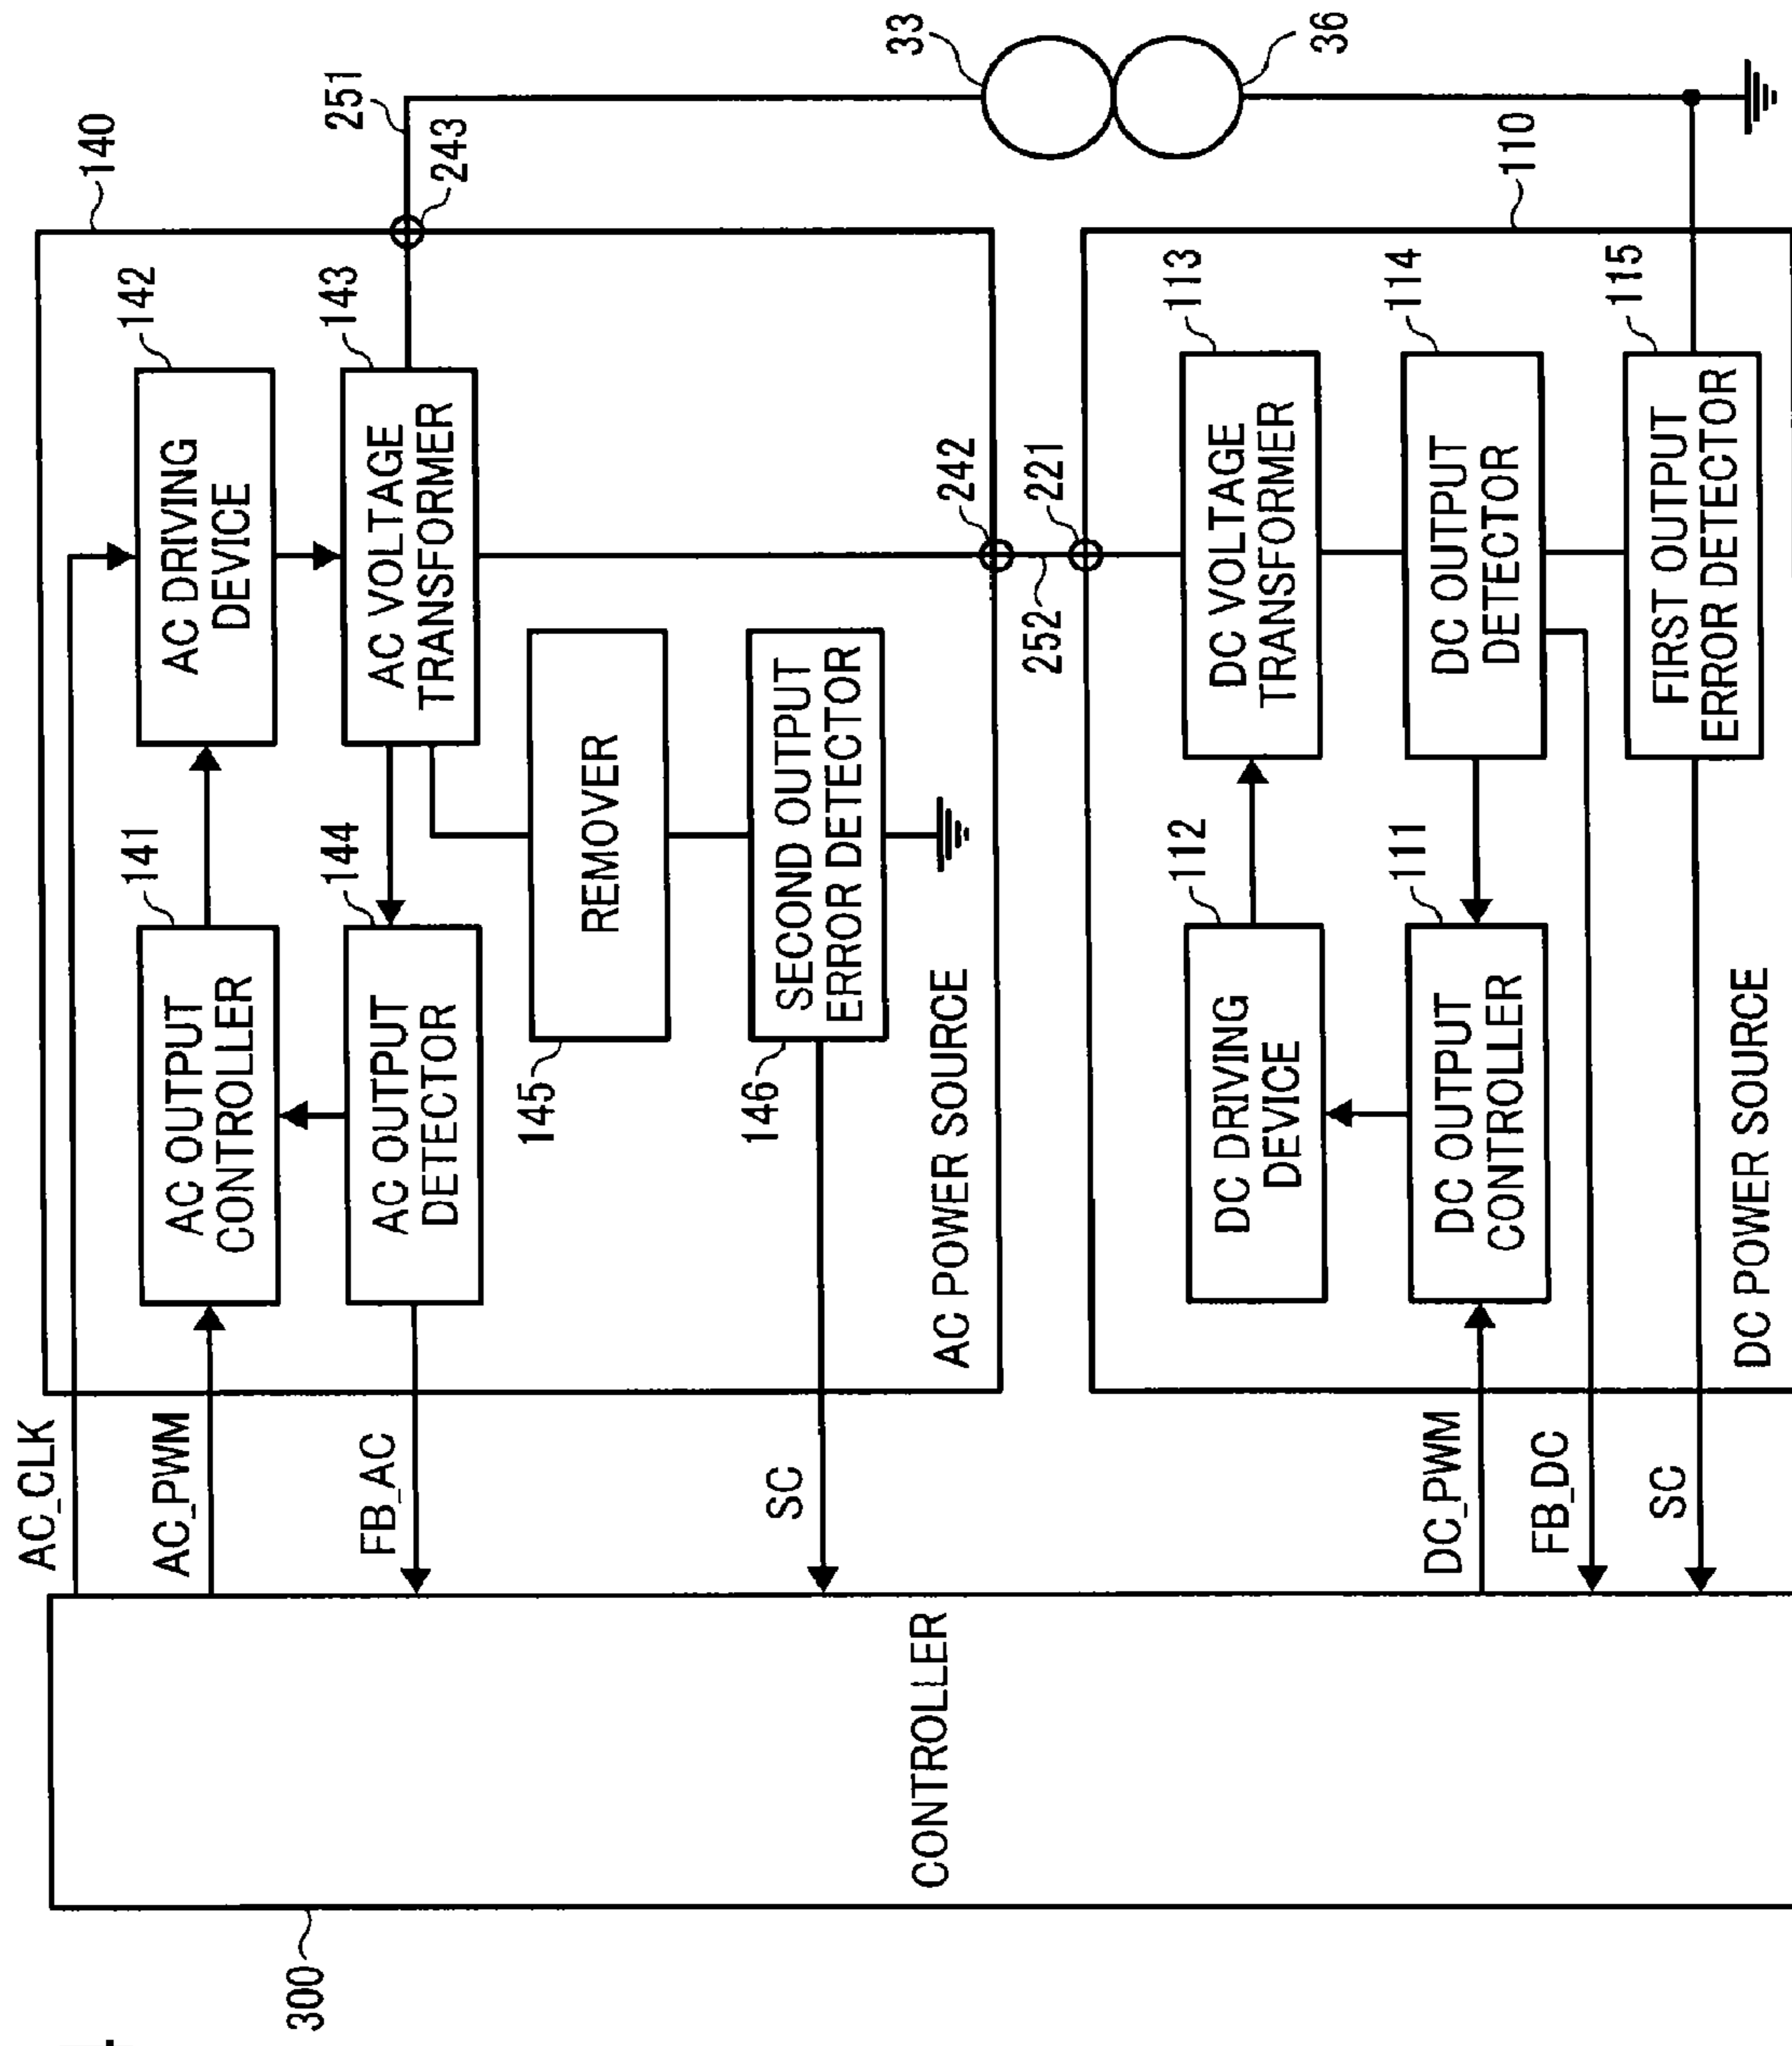 300
CONTROLLER
AC_CLK
AC_PWM
FB_AC
SC
DC_PWM
FB_DC
SC
140
AC OUTPUT
CONTROLLER
141
AC DRIVING
DEVICE
142
AC OUTPUT
DETECTOR
144
AC VOLTAGE
TRANSFORMER
143
REMOVER
145
SECOND OUTPUT
ERROR DETECTOR
146
AC POWER SOURCE
243
251
242
252
221
33
36
110
DC DRIVING
DEVICE
112
DC VOLTAGE
TRANSFORMER
113
DC OUTPUT
CONTROLLER
111
DC OUTPUT
DETECTOR
114
FIRST OUTPUT
ERROR DETECTOR
115
DC POWER SOURCE